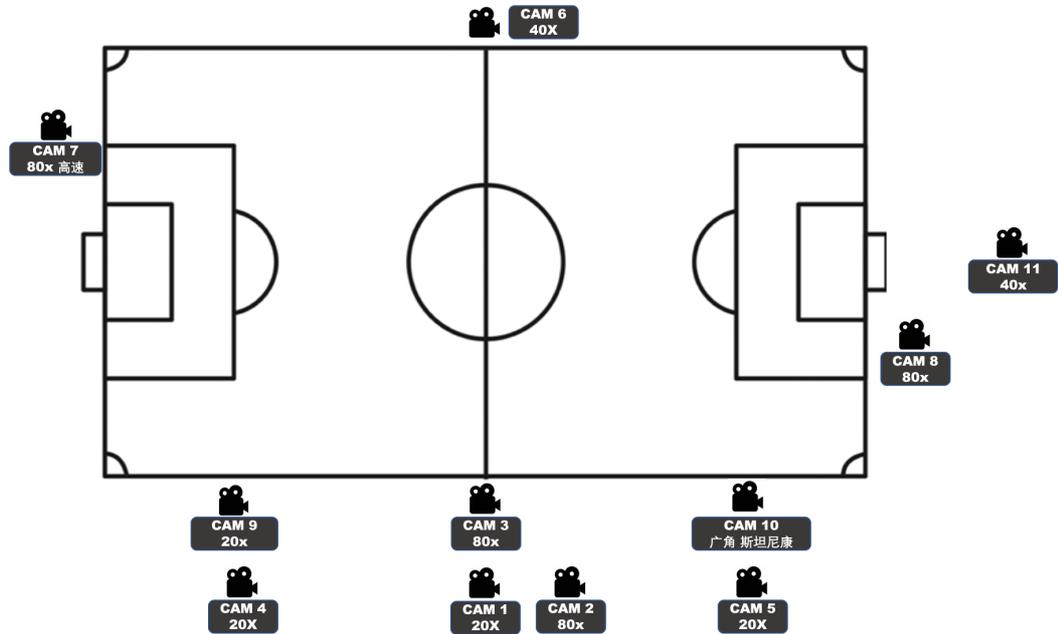 CAM 6
40X
CAM 7
80x 高速
CAM 11
40x
CAM 8
80x
CAM 9
20x
CAM 3
80x
CAM 10
广角 斯坦尼康
CAM 4
20X
CAM 1
20X
CAM 2
80x
CAM 5
20X